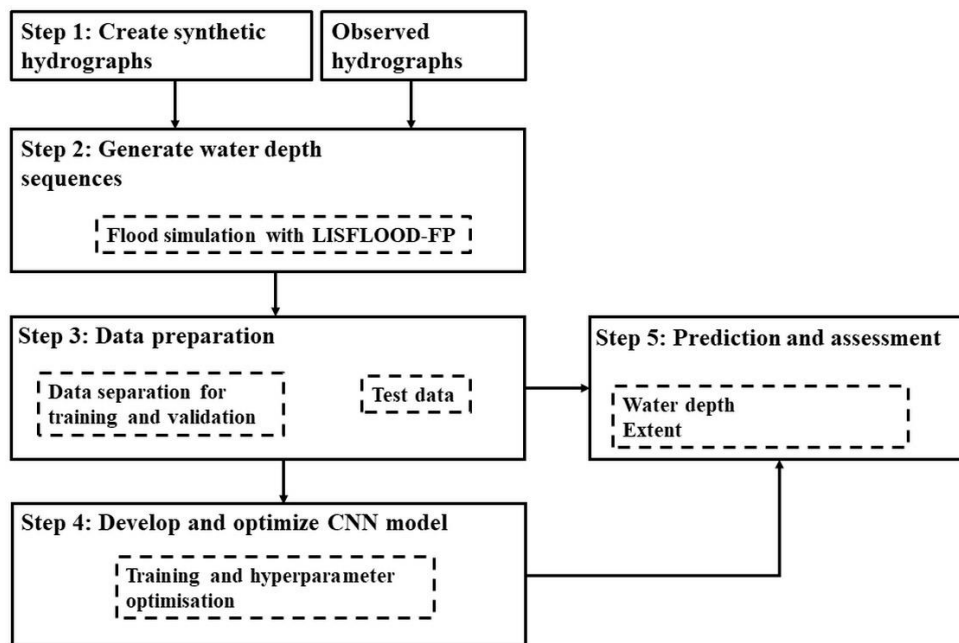 Step 1: Create synthetic
hydrographs
Observed
hydrographs
Step 2: Generate water depth
sequences
Flood simulation with LISFLOOD-FP
Step 3: Data preparation
Data separation for
training and validation
Test data
Step 5: Prediction and assessment
Water depth
Extent
Step 4: Develop and optimize CNN model
Training and hyperparameter
optimisation